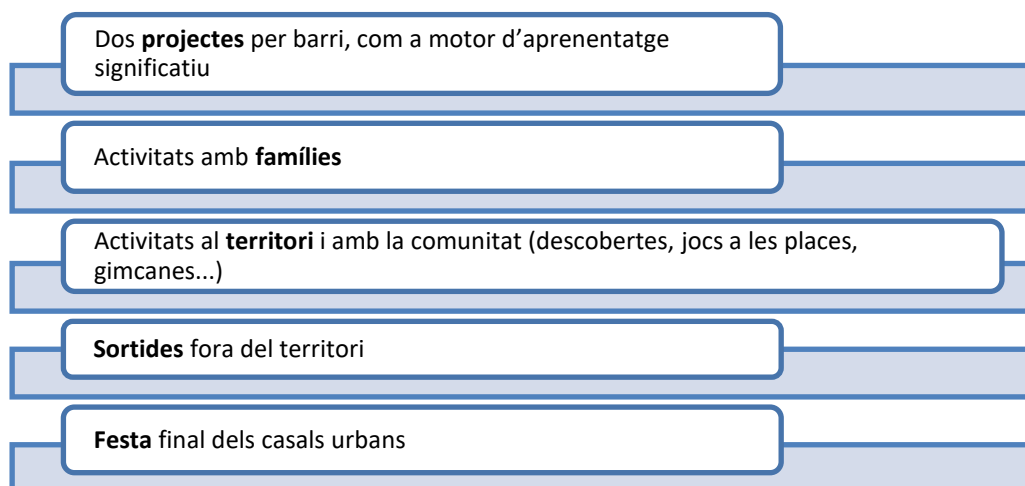 Dos projectes per barri, com a motor d’aprenentatge
significatiu
Activitats amb famílies
Activitats al territori i amb la comunitat (descobertes, jocs a les places,
gimcanes...)
Sortides fora del territori
Festa final dels casals urbans